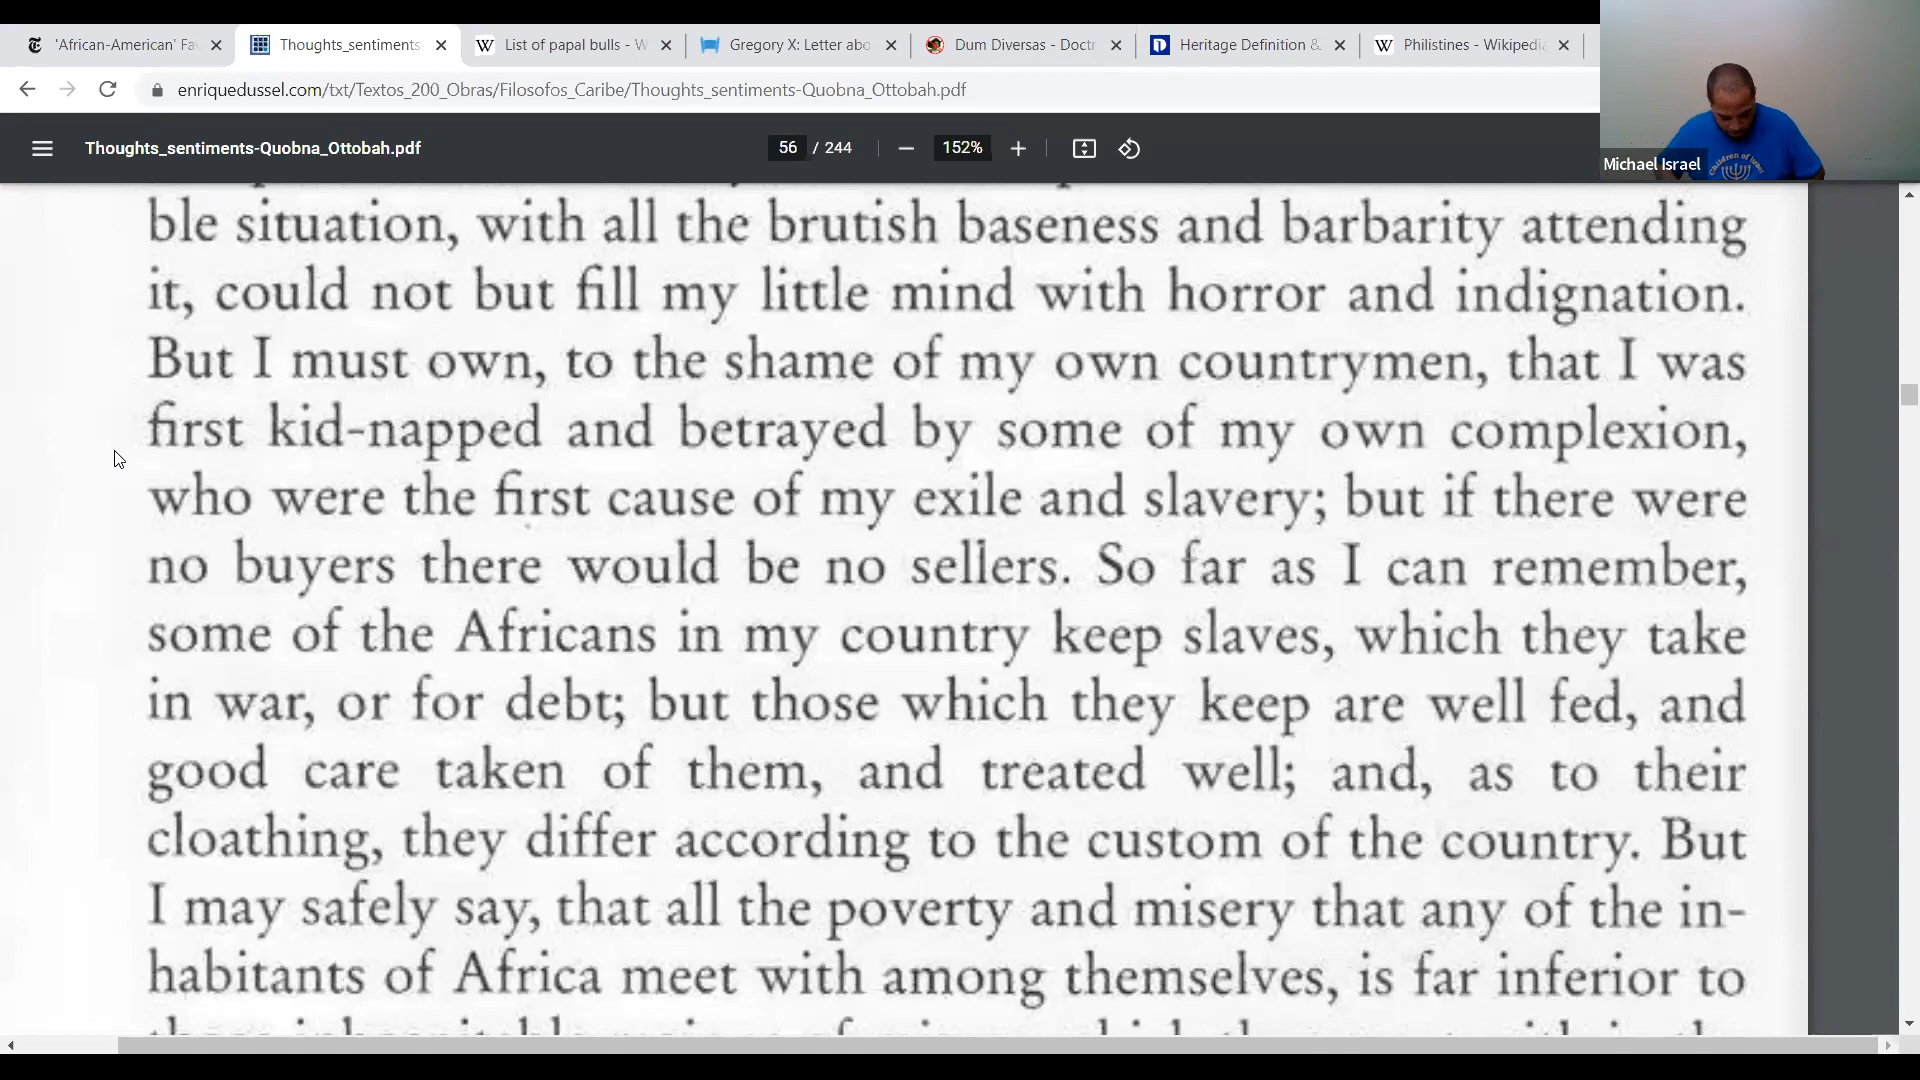 'African-American' Fa
Thoughts_sentiments
List of papal bulls - W
Gregory X: Letter abo
Dum Diversas - Doctr
Heritage Definition &
Philistines - Wikipedi
enriquedussel.com/txt/Textos_200_Obras/Filosofos_Caribe/Thoughts_sentiments-Quobna_Ottobah.pdf
Thoughts_sentiments-Quobna_Ottobah.pdf
56 / 244
152%
Children of Israel
Michael Israel
ble situation, with all the brutish baseness and barbarity attending
it, could not but fill my little mind with horror and indignation.
But I must own, to the shame of my own countrymen, that I was
first kid-napped and betrayed by some of my own complexion,
who were the first cause of my exile and slavery; but if there were
no buyers there would be no sellers. So far as I can remember,
some of the Africans in my country keep slaves, which they take
in war, or for debt; but those which they keep are well fed, and
good care taken of them, and treated well; and, as to their
cloathing, they differ according to the custom of the country. But
I may safely say, that all the poverty and misery that any of the in-
habitants of Africa meet with among themselves, is far inferior to